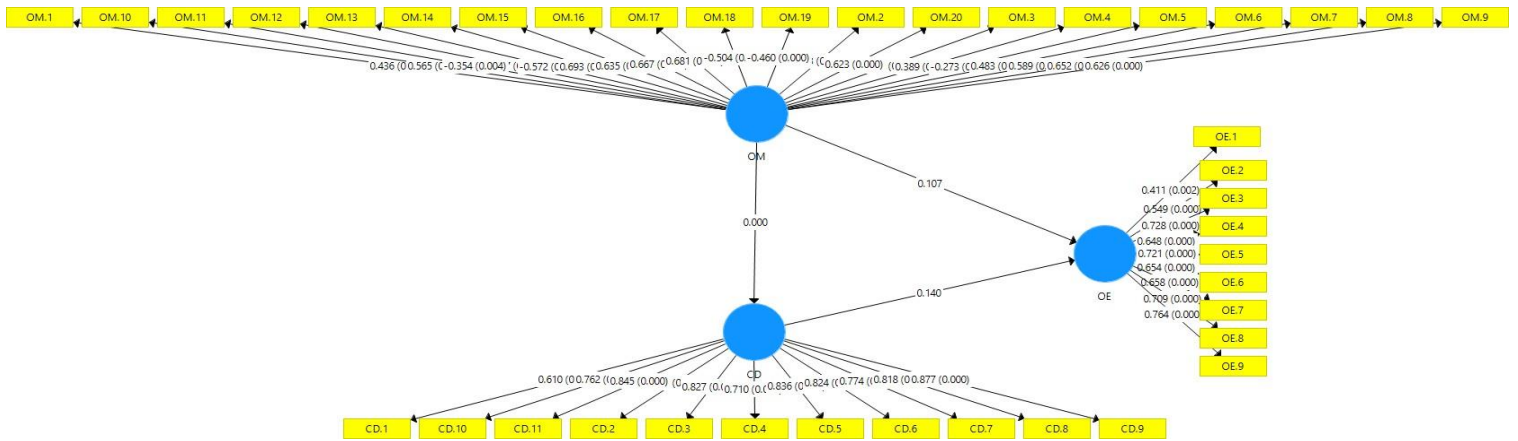 OM.1 OM.10 OM.11 OM.12 OM.13 OM.14 OM.15 OM.16 OM.17 OM.18 OM.19 OM.2 OM.20 OM.3 OM.4 OM.5 OM.6 OM.7 OM.8 OM.9
0.436 0.565 -0.354 (0.004) -0.572 0.693 0.635 0.667 0.681 -0.504 -0.460 (0.000) 0.623 (0.000) 0.389 -0.273 0.483 0.589 0.652 0.626 (0.000)
OM
OE.1
OE.2
OE.3
OE.4
OE.5
OE.6
OE.7
OE.8
OE.9
0.107
0.411 (0.002)
0.549 (0.000)
0.728 (0.000)
0.648 (0.000)
0.721 (0.000)
0.654 (0.000)
0.658 (0.000)
0.709 (0.000)
0.764 (0.000
0.000
OE
0.140
CD
0.610 0.762 0.845 (0.000) 0.827 0.710 0.836 0.824 0.774 0.818 0.877 (0.000)
CD.1 CD.10 CD.11 CD.2 CD.3 CD.4 CD.5 CD.6 CD.7 CD.8 CD.9